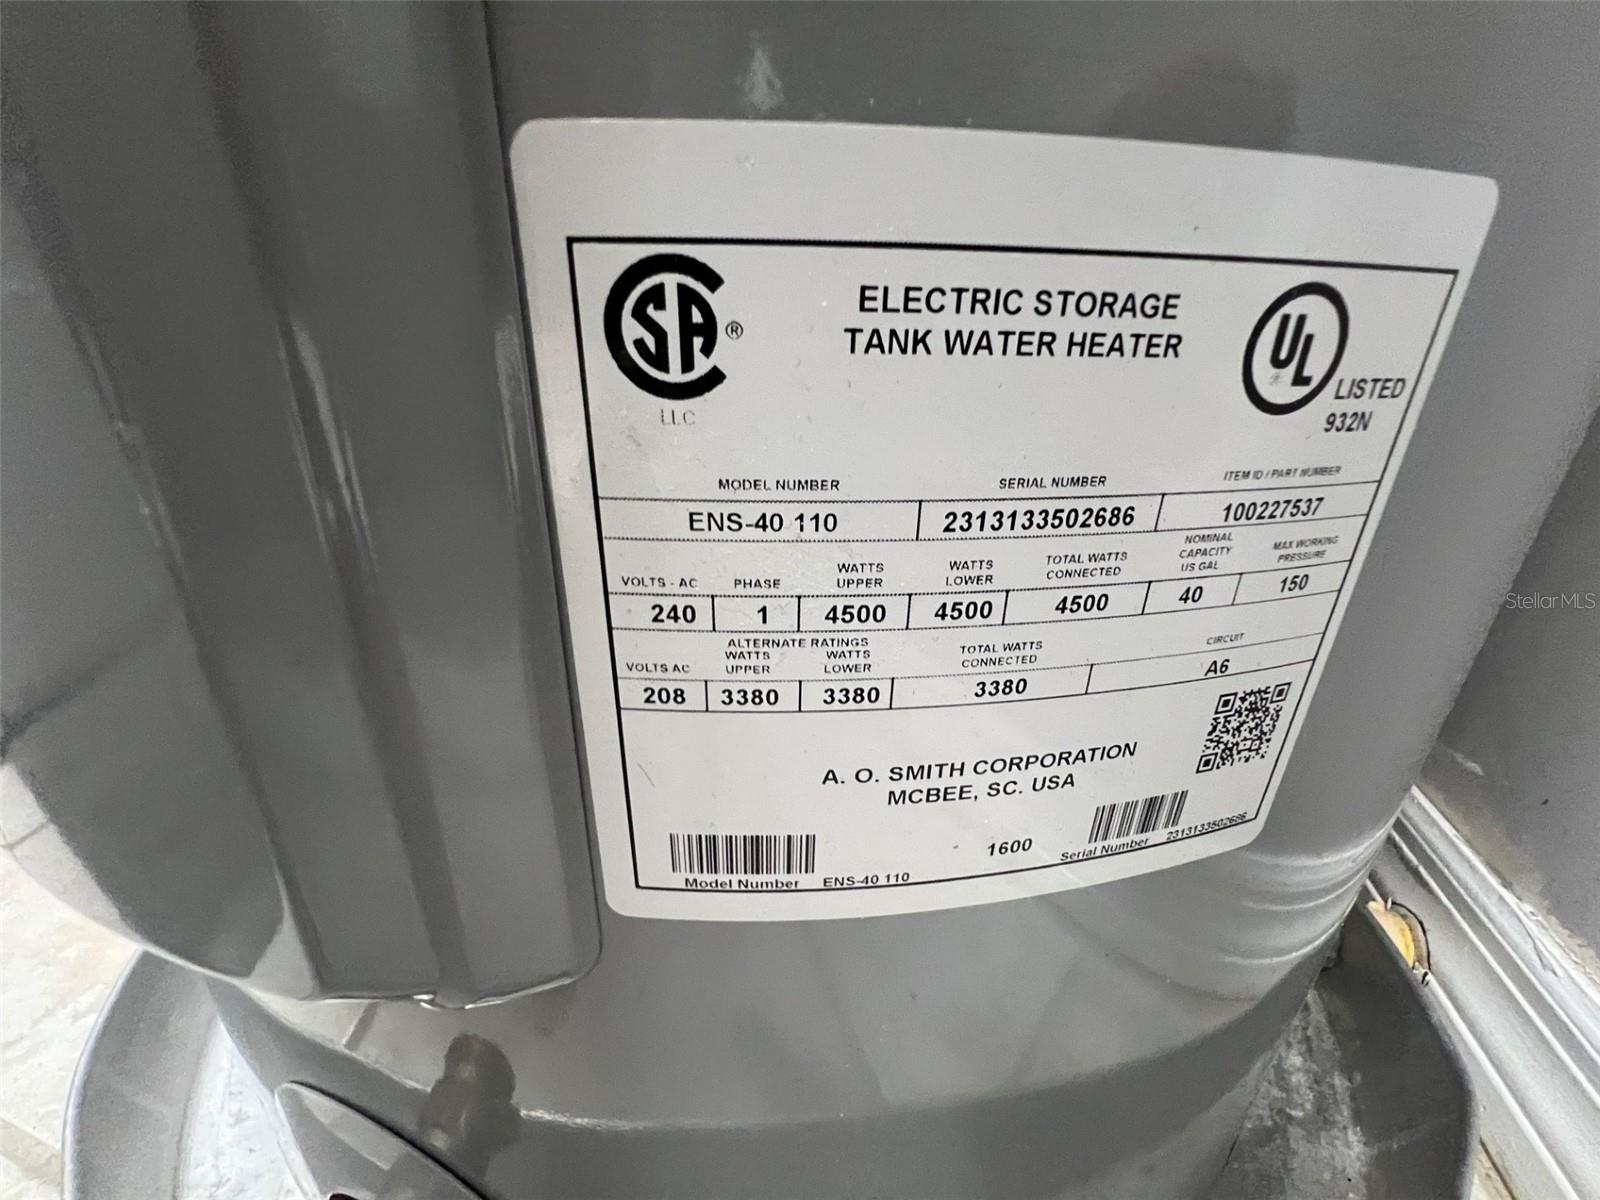 SA ®
LLC
ELECTRIC STORAGE
TANK WATER HEATER
UL
LISTED
932N
MODEL NUMBER SERIAL NUMBER ITEM ID / PART NUMBER
ENS-40 110 2313133502686 100227537
VOLTS - AC PHASE WATTS UPPER WATTS LOWER TOTAL WATTS CONNECTED NOMINAL CAPACITY US GAL MAX WORKING PRESSURE
240 1 4500 4500 4500 40 150
ALTERNATE RATINGS
VOLTS AC WATTS UPPER WATTS LOWER TOTAL WATTS CONNECTED CIRCUIT
208 3380 3380 3380 A6
A. O. SMITH CORPORATION
MCBEE, SC. USA
1600
Model Number ENS-40 110
Serial Number 2313133502686
StellarMLS